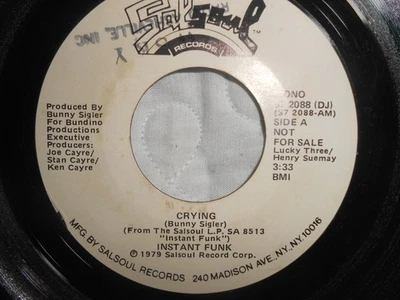 Salsoul
RECORDS
Produced By
Bunny Sigler
For Bundino
Productions
Executive
Producers:
Joe Cayre/
Stan Cayre/
Ken Cayre
2088 (DJ)
(S7 2088-AM)
SIDE A
NOT
FOR SALE
Lucky Three/
Henry Suemay
3:33
BMI
CRYING
(Bunny Sigler)
(From The Salsoul L.P. SA 8513
"Instant Funk")
INSTANT FUNK
℗ 1979 Salsoul Record Corp.
MFG. BY SALSOUL RECORDS 240 MADISON AVE., NY, NY 10016